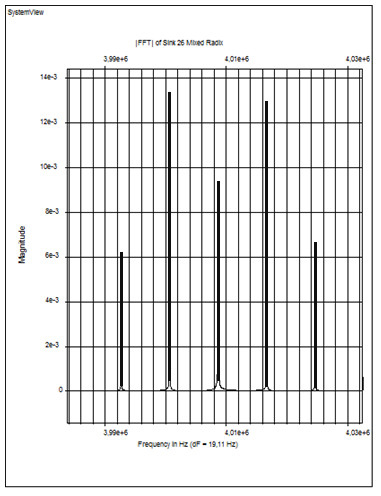 SystemView
|FFT| of Sink 26 Mixed Radix
3,99e+6 4,01e+6 4,03e+6
14e-3
12e-3
10e-3
8e-3
6e-3
4e-3
2e-3
0
Magnitude
3,99e+6 4,01e+6 4,03e+6
Frequency in Hz (dF = 19,11 Hz)